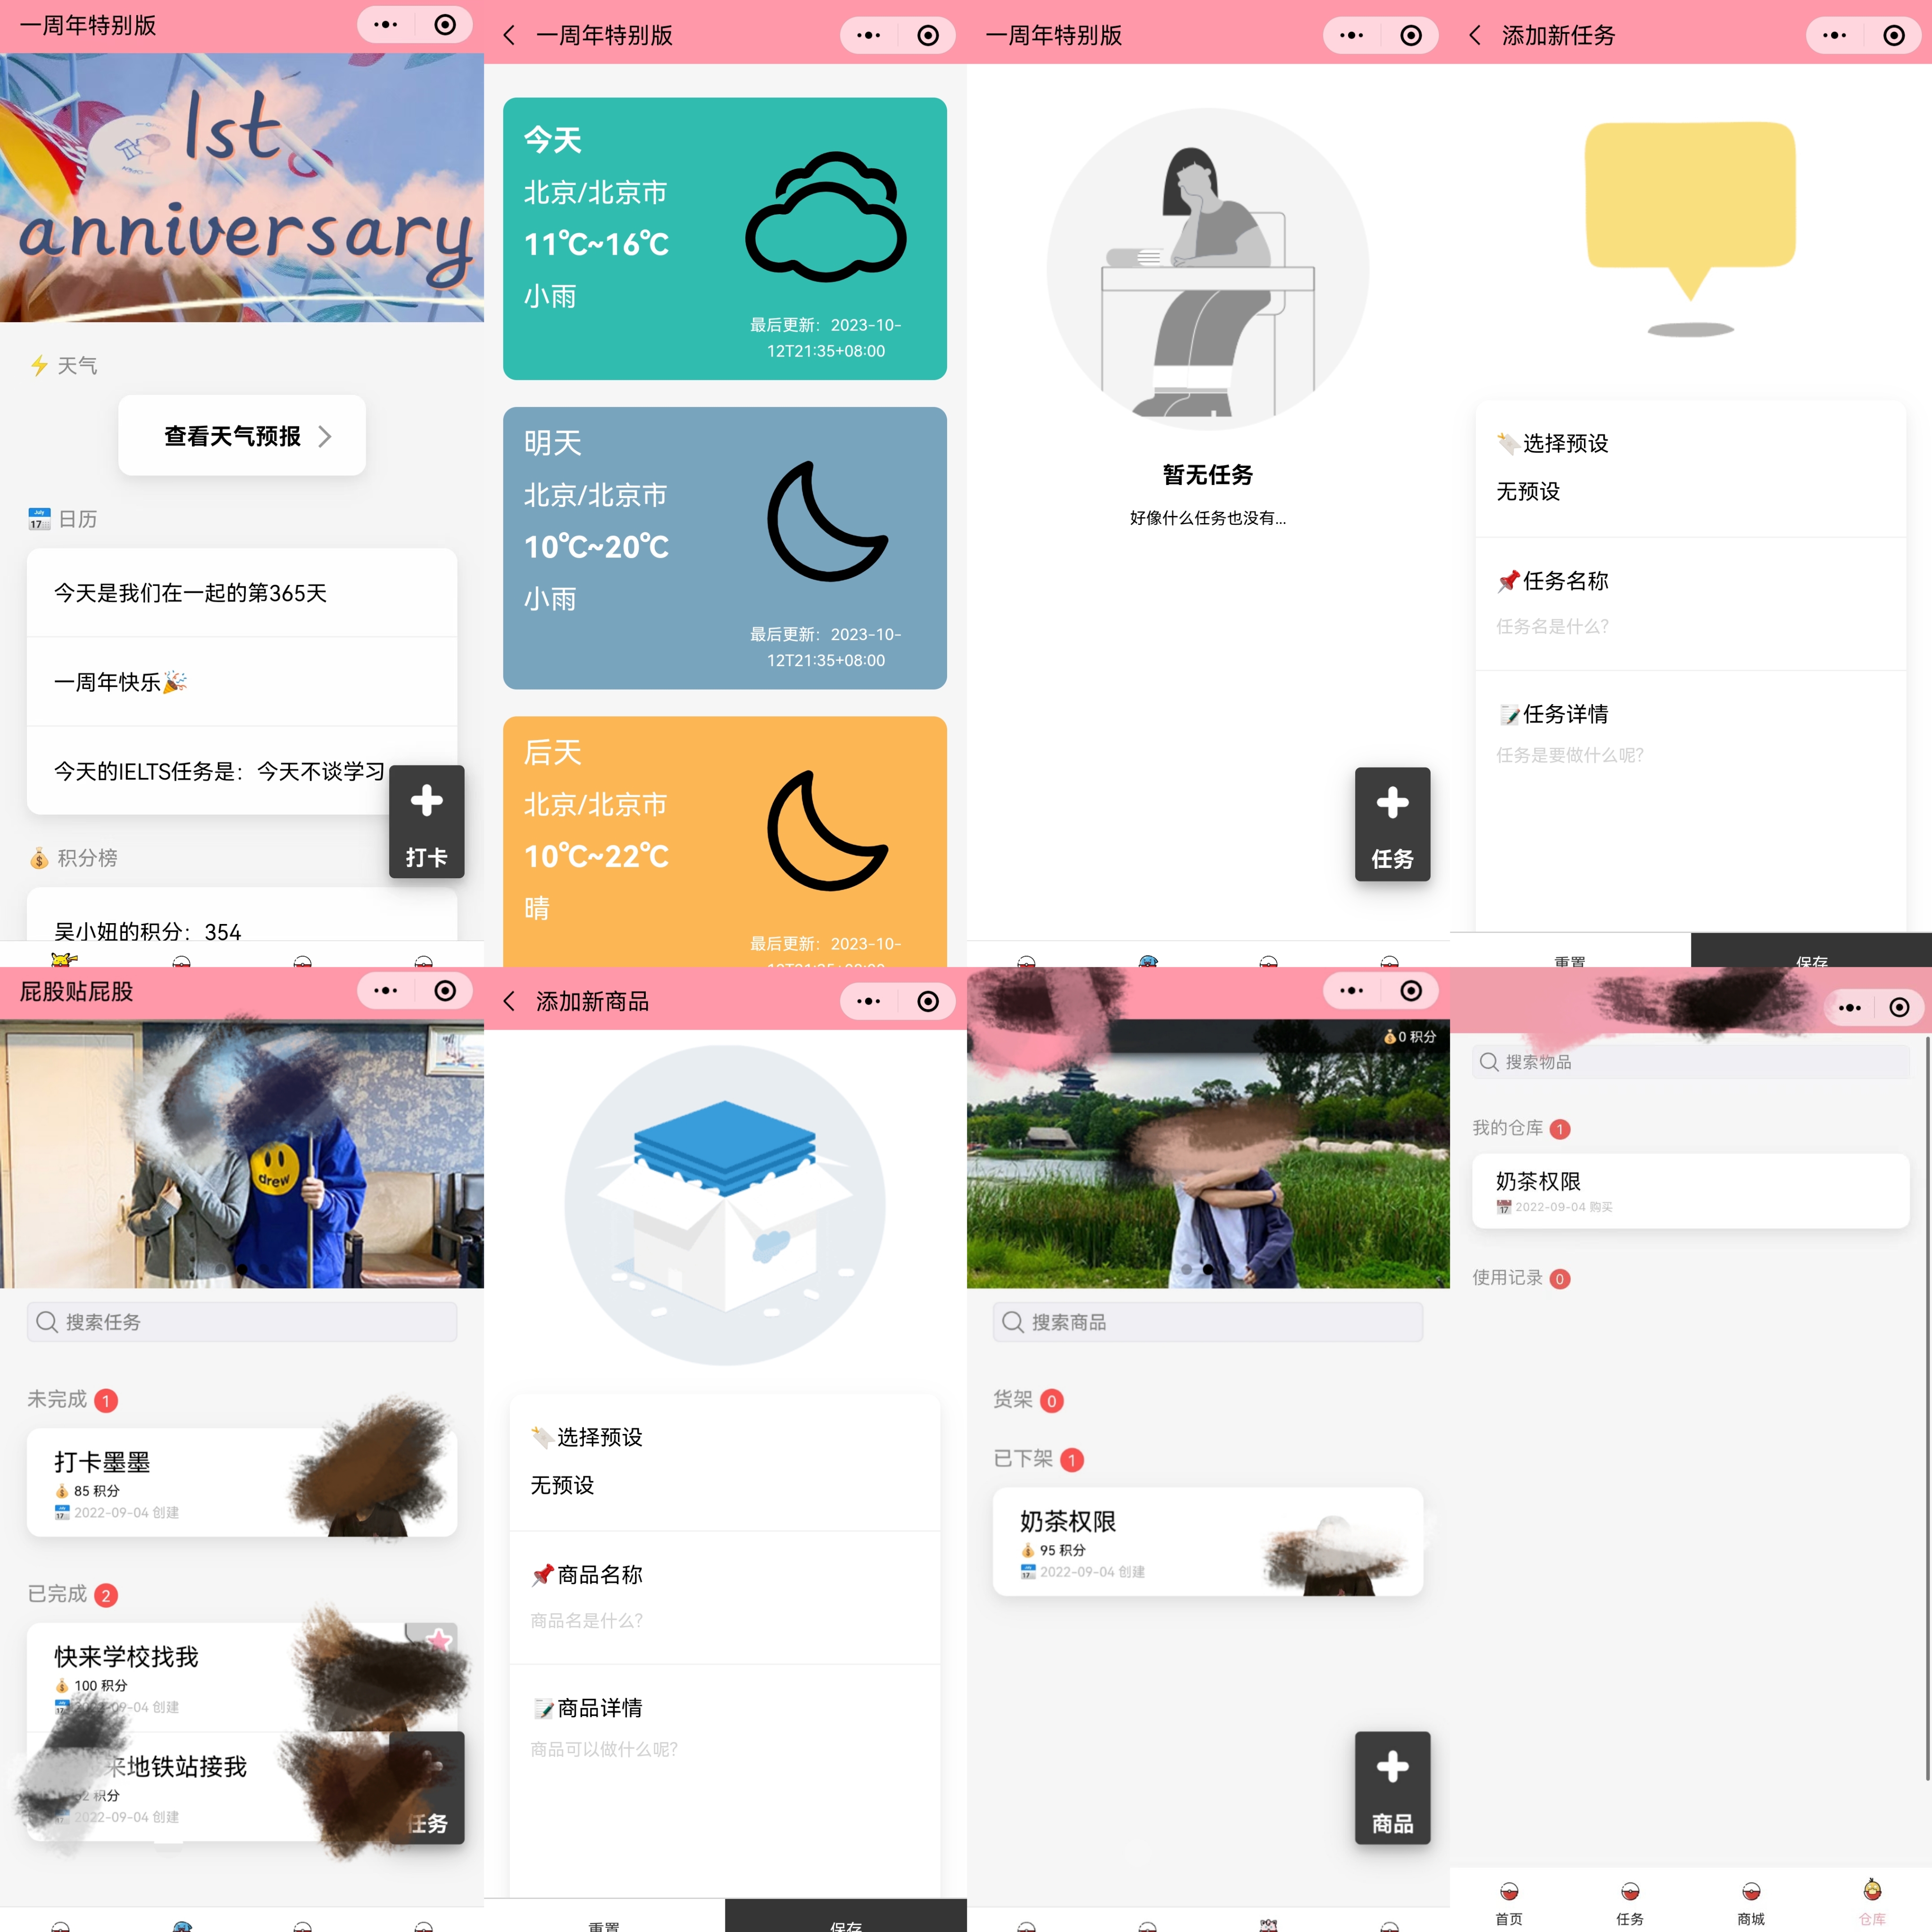 一周年特别版
1st
anniversary
⚡ 天气
查看天气预报
日历
今天是我们在一起的第365天
一周年快乐🎉
今天的IELTS任务是：今天不谈学习
打卡
💰 积分榜
吴小妞的积分：354
一周年特别版
今天
北京/北京市
11℃~16℃
小雨
最后更新：2023-10-
12T21:35+08:00
明天
北京/北京市
10℃~20℃
小雨
最后更新：2023-10-
12T21:35+08:00
后天
北京/北京市
10℃~22℃
晴
最后更新：2023-10-
12T21:35+08:00
一周年特别版
暂无任务
好像什么任务也没有...
任务
添加新任务
选择预设
无预设
📌任务名称
任务名是什么？
📝任务详情
任务是要做什么呢？
重置
保存
屁股贴屁股
drew
搜索任务
未完成 1
打卡墨墨
💰 85 积分
2022-09-04 创建
已完成 2
快来学校找我
💰 100 积分
09-04 创建
来地铁站接我
2 积分
2022-09-04 创建
任务
添加新商品
选择预设
无预设
📌商品名称
商品名是什么？
📝商品详情
商品可以做什么呢？
重置
保存
💰0 积分
搜索商品
货架 0
已下架 1
奶茶权限
💰 95 积分
2022-09-04 创建
商品
搜索物品
我的仓库 1
奶茶权限
2022-09-04 购买
使用记录 0
首页
任务
商城
仓库